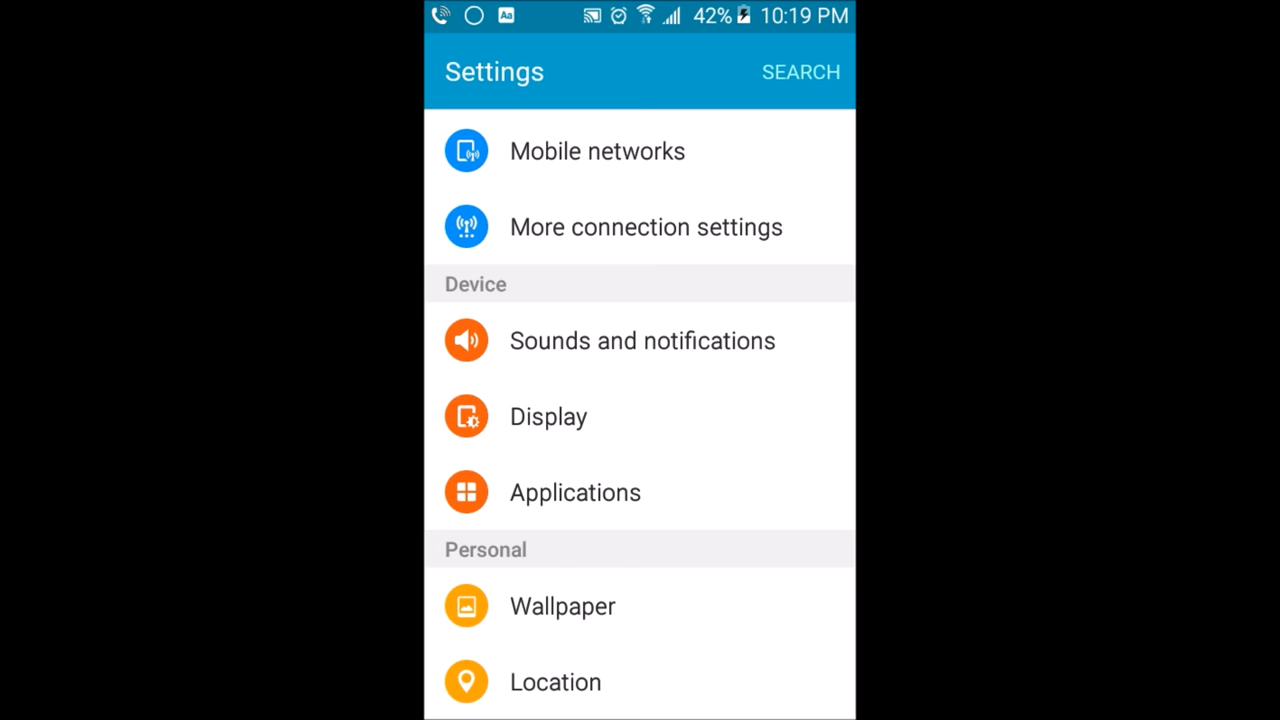 Aa 42% 10:19 PM
Settings SEARCH
Mobile networks
More connection settings
Device
Sounds and notifications
Display
Applications
Personal
Wallpaper
Location